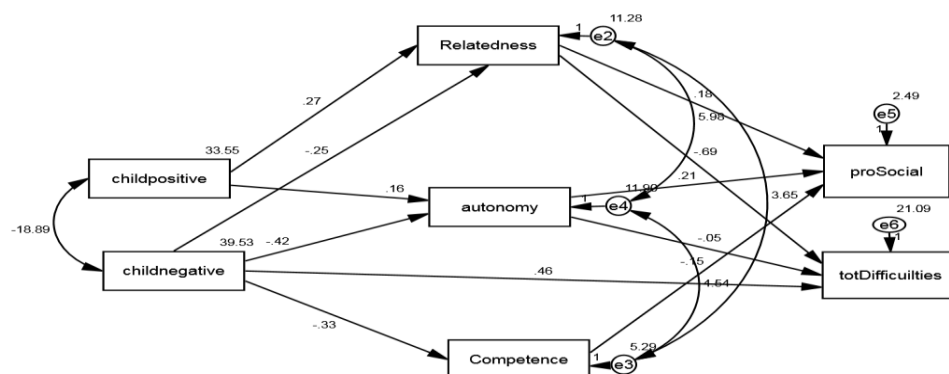 11.28
1
e2
Relatedness
2.49
.18
e5
5.98
1
.27
33.55
-.25
-.69
childpositive
proSocial
.16
.21
11.90
3.65
autonomy
1
e4
21.09
-18.89
39.53
-.42
e6
-.05
1
childnegative
.46
-.15
totDifficuilties
4.54
-.33
5.29
Competence
1
e3